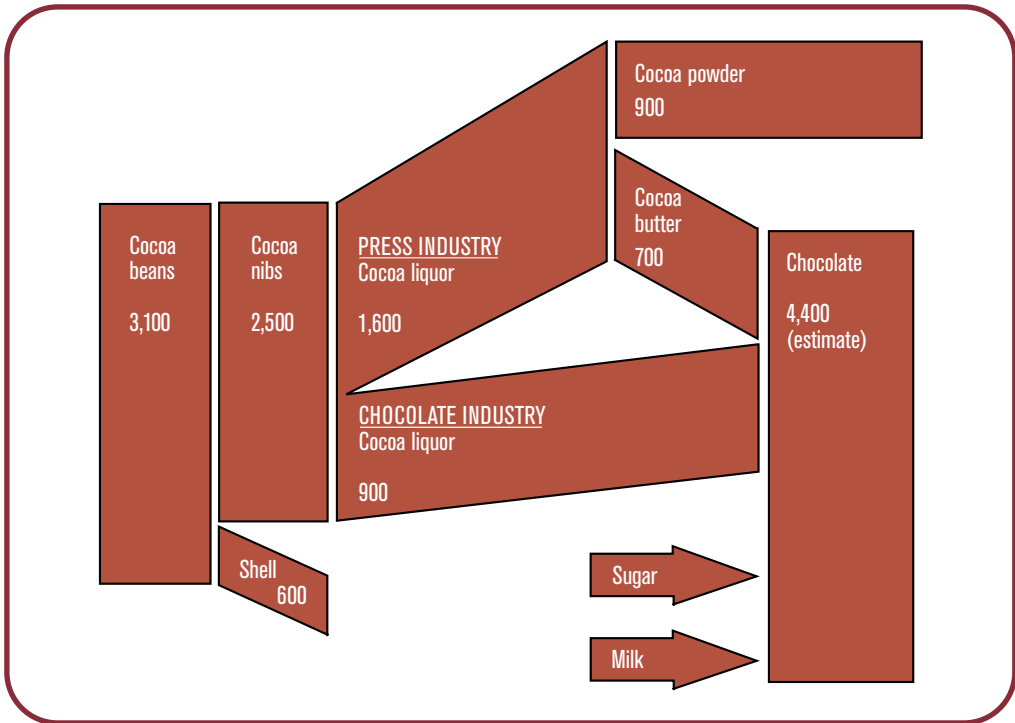 Cocoa
beans
3,100
Cocoa
nibs
2,500
Shell
600
PRESS INDUSTRY
Cocoa liquor
1,600
CHOCOLATE INDUSTRY
Cocoa liquor
900
Cocoa powder
900
Cocoa
butter
700
Sugar
Milk
Chocolate
4,400
(estimate)